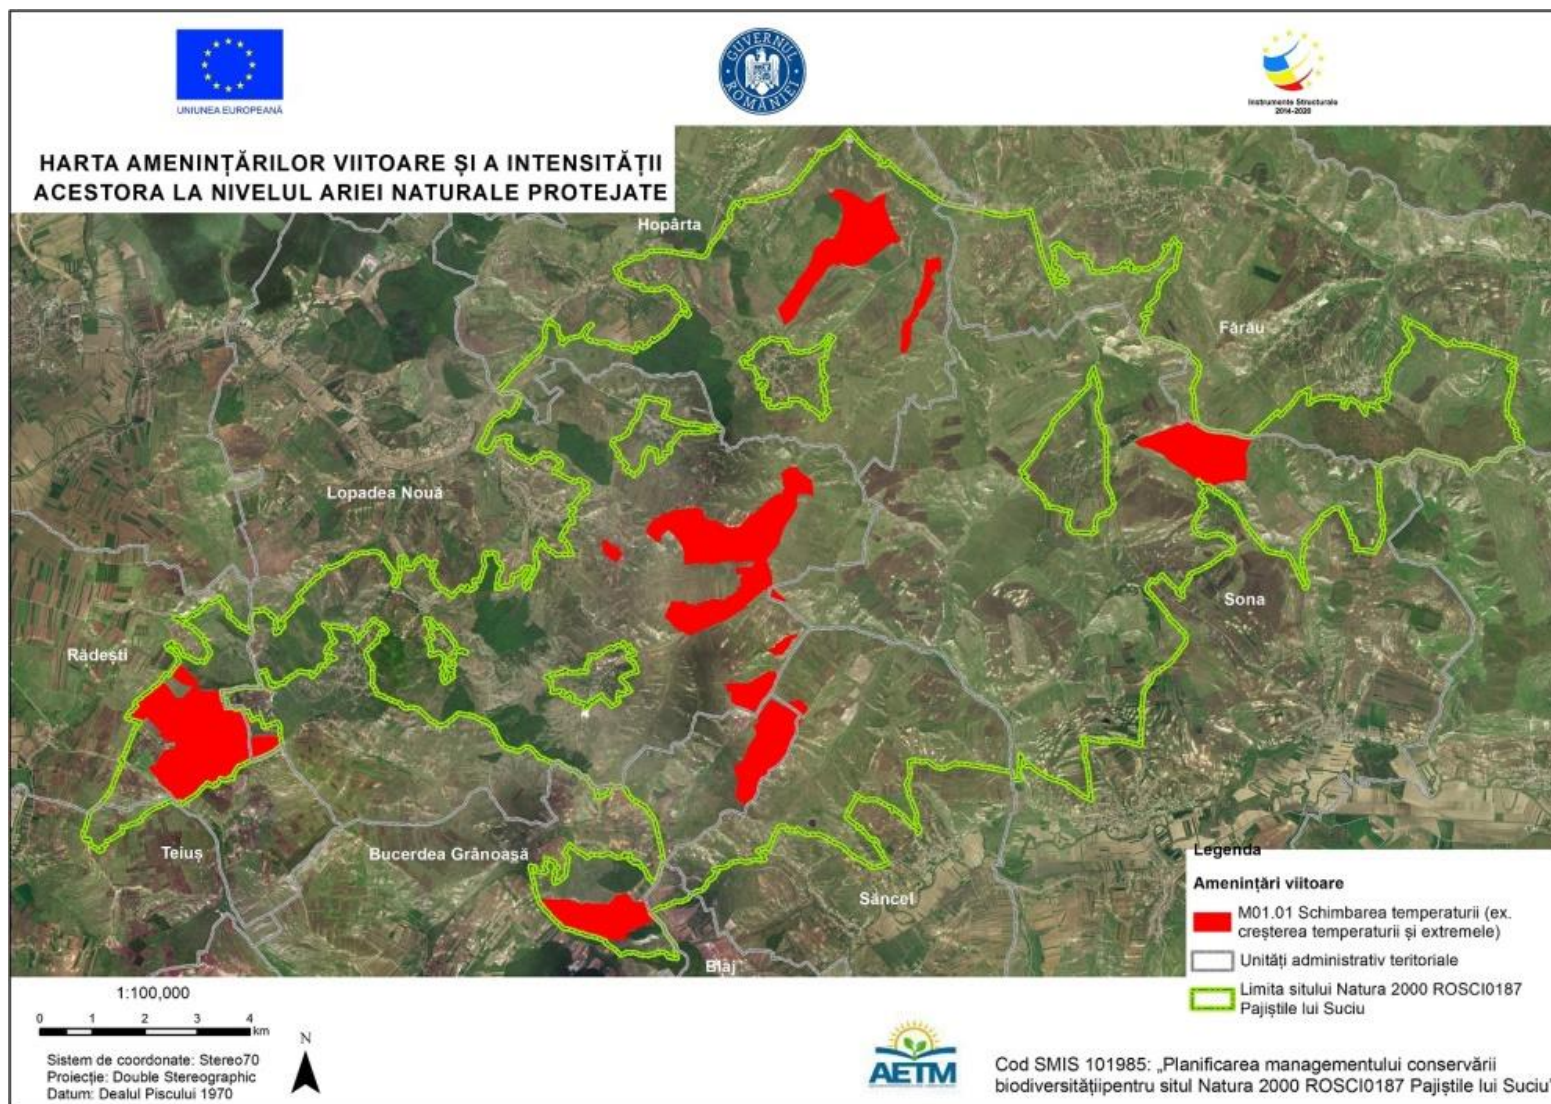 UNIUNEA EUROPEANĂ
GUVERNUL ROMÂNIEI
Instrumente Structurale
2014-2020
HARTA AMENINȚĂRILOR VIITOARE ȘI A INTENSITĂȚII
ACESTORA LA NIVELUL ARIEI NATURALE PROTEJATE
Hopârta
Fărău
Lopadea Nouă
Sona
Rădești
Teiuș
Bucerdea Grânoasă
Sâncel
Blaj
Legenda
Amenințări viitoare
M01.01 Schimbarea temperaturii (ex.
creșterea temperaturii și extremele)
Unități administrativ teritoriale
Limita sitului Natura 2000 ROSCI0187
Pajiștile lui Suciu
1:100,000
0 1 2 3 4
km
N
Sistem de coordonate: Stereo70
Proiecție: Double Stereographic
Datum: Dealul Piscului 1970
AETM
Cod SMIS 101985: „Planificarea managementului conservării
biodiversitățiipentru situl Natura 2000 ROSCI0187 Pajiștile lui Suciu"